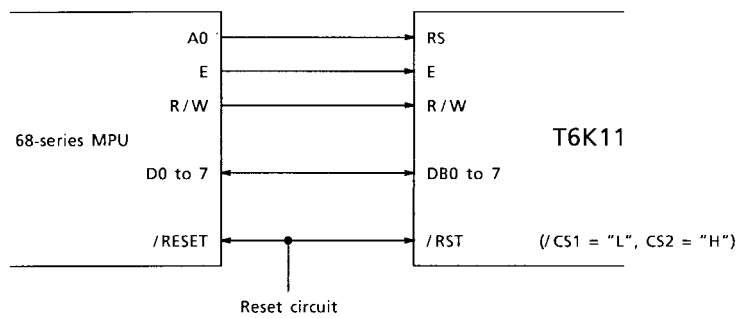 A0 RS
E E
R/W R/W
68-series MPU T6K11
D0 to 7 DB0 to 7
/RESET /RST (/CS1 = "L", CS2 = "H")
Reset circuit